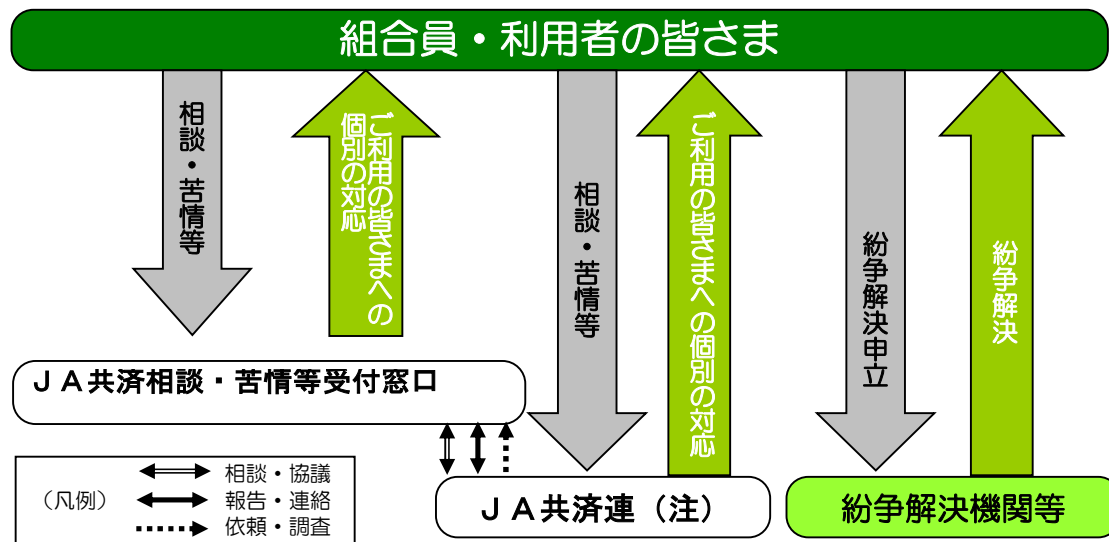 組合員・利用者の皆さま
相談・苦情等
ご利用の皆さまへの
個別の対応
相談・苦情等
ご利用の皆さまへの個別の対応
紛争解決申立
紛争解決
ＪＡ共済相談・苦情等受付窓口
（凡例）
相談・協議
報告・連絡
依頼・調査
ＪＡ共済連（注）
紛争解決機関等